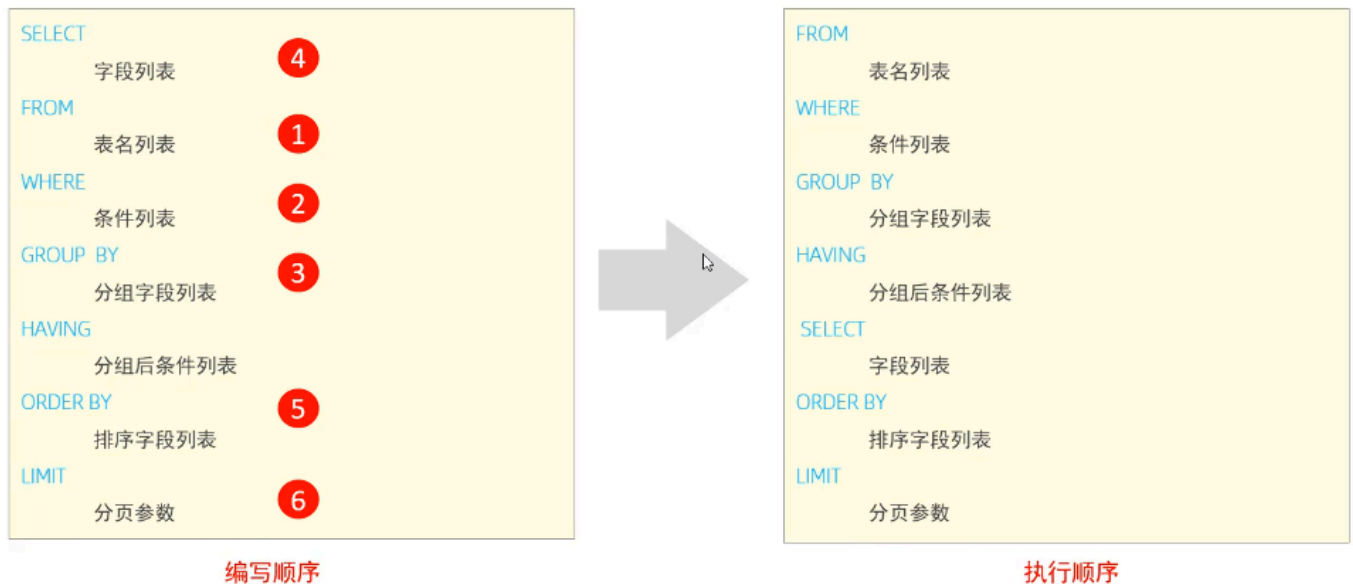 SELECT
字段列表
4
FROM
表名列表
1
WHERE
条件列表
2
GROUP BY
分组字段列表
3
HAVING
分组后条件列表
ORDER BY
排序字段列表
5
LIMIT
分页参数
6
编写顺序
FROM
表名列表
WHERE
条件列表
GROUP BY
分组字段列表
HAVING
分组后条件列表
SELECT
字段列表
ORDER BY
排序字段列表
LIMIT
分页参数
执行顺序